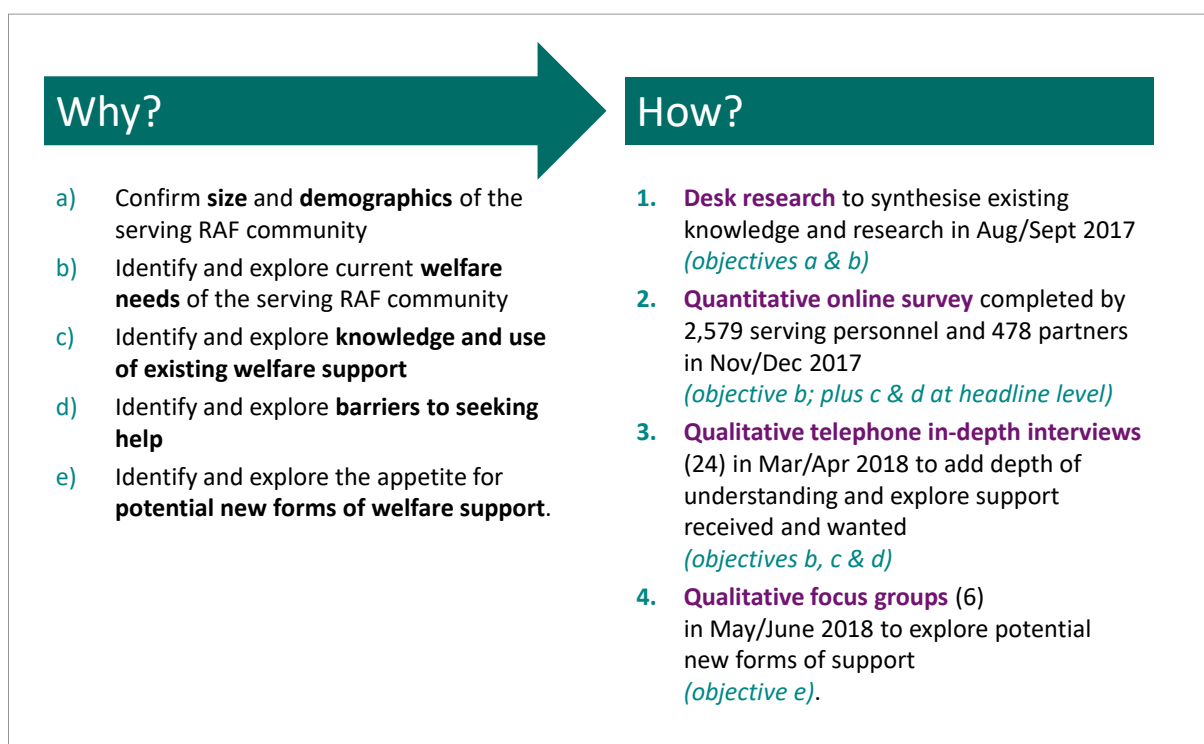 Why?
a) Confirm size and demographics of the
serving RAF community
b) Identify and explore current welfare
needs of the serving RAF community
c) Identify and explore knowledge and use
of existing welfare support
d) Identify and explore barriers to seeking
help
e) Identify and explore the appetite for
potential new forms of welfare support.
How?
1. Desk research to synthesise existing
knowledge and research in Aug/Sept 2017
(objectives a & b)
2. Quantitative online survey completed by
2,579 serving personnel and 478 partners
in Nov/Dec 2017
(objective b; plus c & d at headline level)
3. Qualitative telephone in-depth interviews
(24) in Mar/Apr 2018 to add depth of
understanding and explore support
received and wanted
(objectives b, c & d)
4. Qualitative focus groups (6)
in May/June 2018 to explore potential
new forms of support
(objective e).